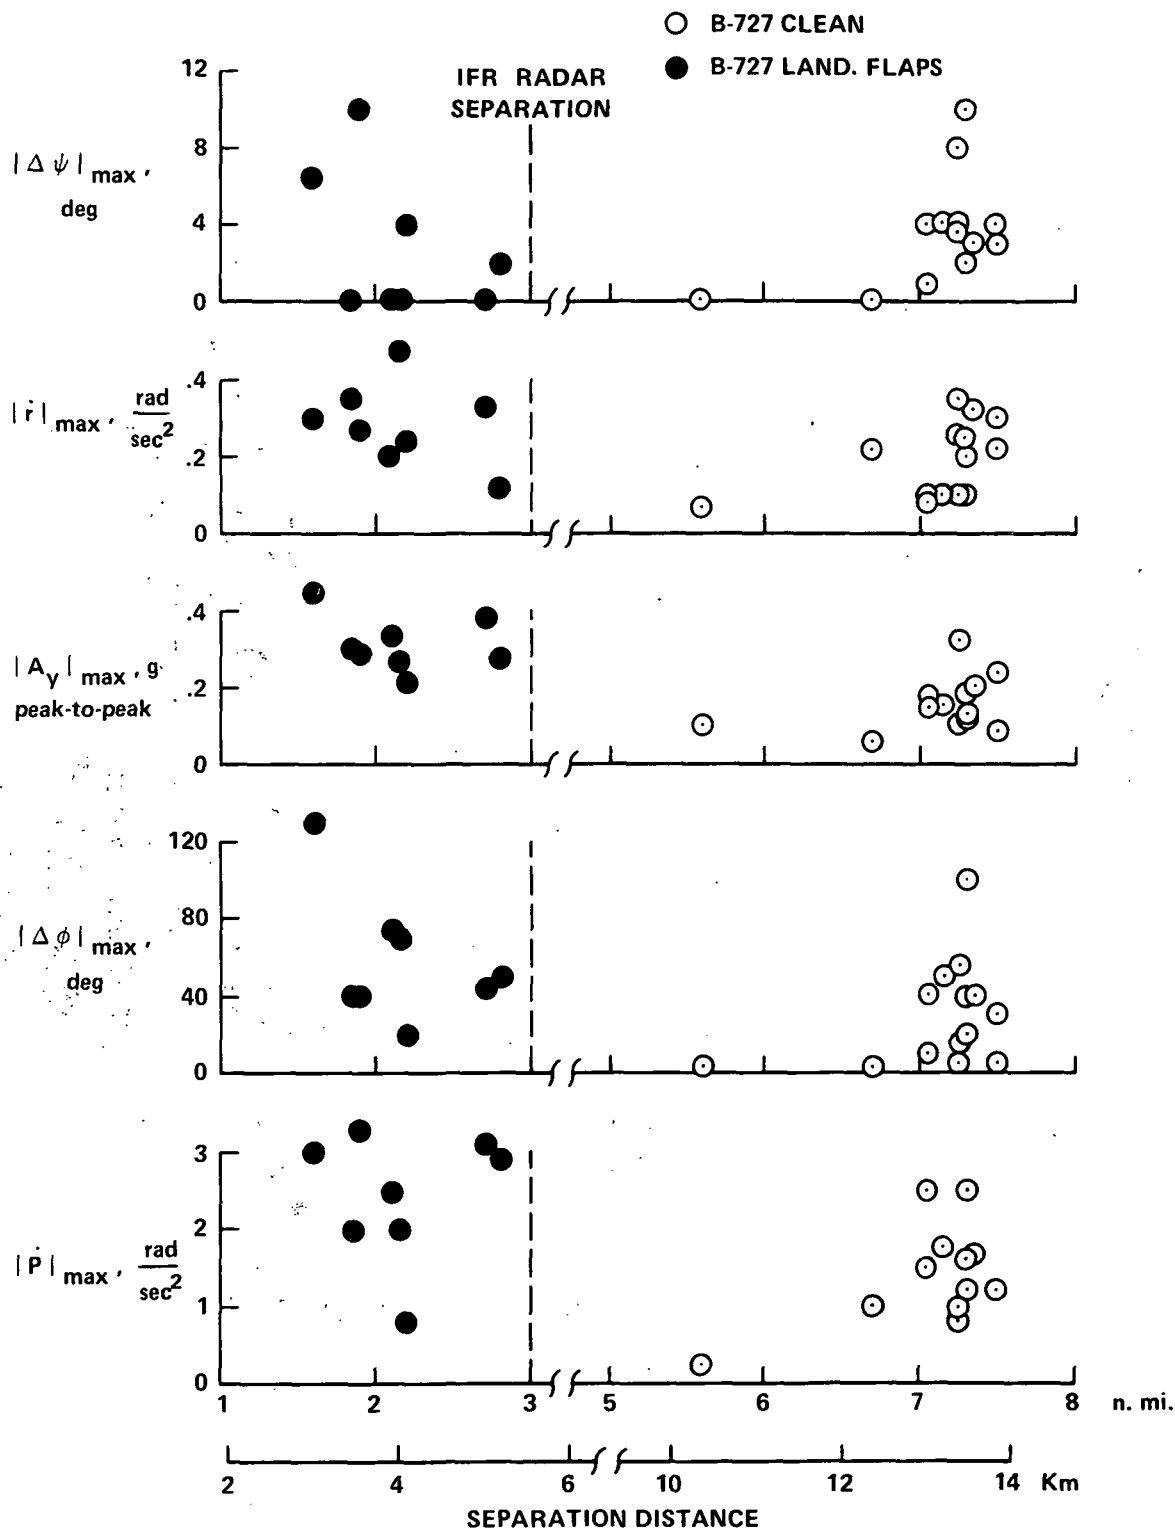 B-727 CLEAN
B-727 LAND. FLAPS
IFR RADAR
SEPARATION
12
8
4
0
|Δ ψ| max,
deg
.4
.2
0
|ṙ| max, rad/sec²
.4
.2
0
|A y| max, g
peak-to-peak
120
80
40
0
|Δ ϕ| max,
deg
3
2
1
0
|Ṗ| max, rad/sec²
1 2 3 5 6 7 8 n. mi.
2 4 6 10 12 14 Km
SEPARATION DISTANCE